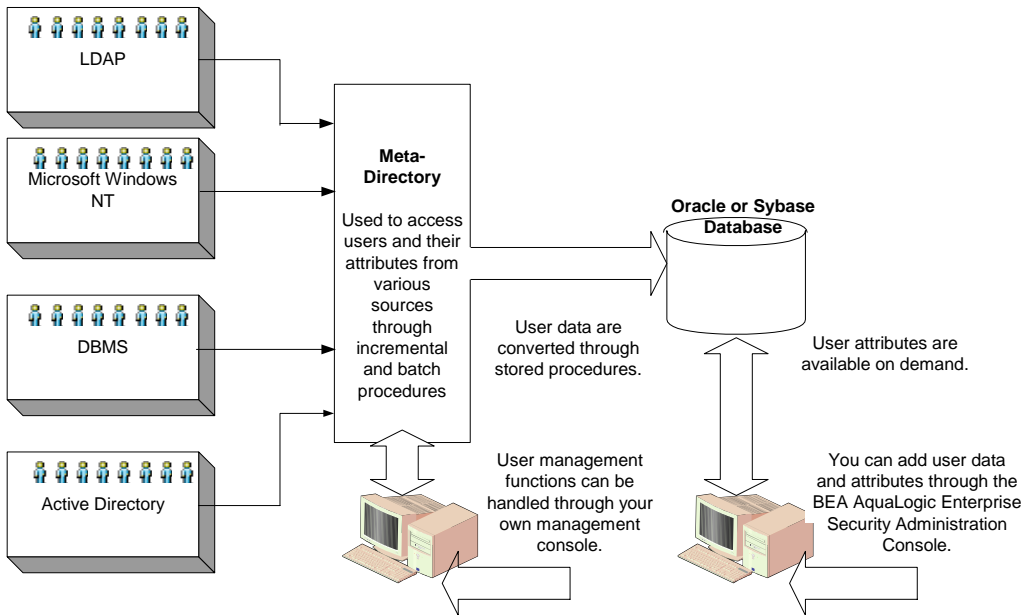 LDAP
Microsoft Windows
NT
DBMS
Active Directory
Meta-
Directory
Used to access
users and their
attributes from
various
sources
through
incremental
and batch
procedures
Oracle or Sybase
Database
User data are
converted through
stored procedures.
User attributes are
available on demand.
User management
functions can be
handled through your
own management
console.
You can add user data
and attributes through the
BEA AquaLogic Enterprise
Security Administration
Console.